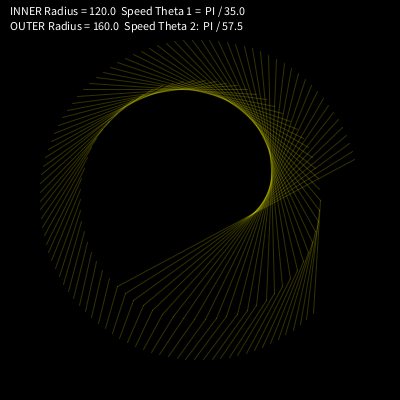 INNER Radius = 120.0  Speed Theta 1 =  PI / 35.0
OUTER Radius = 160.0  Speed Theta 2:  PI / 57.5